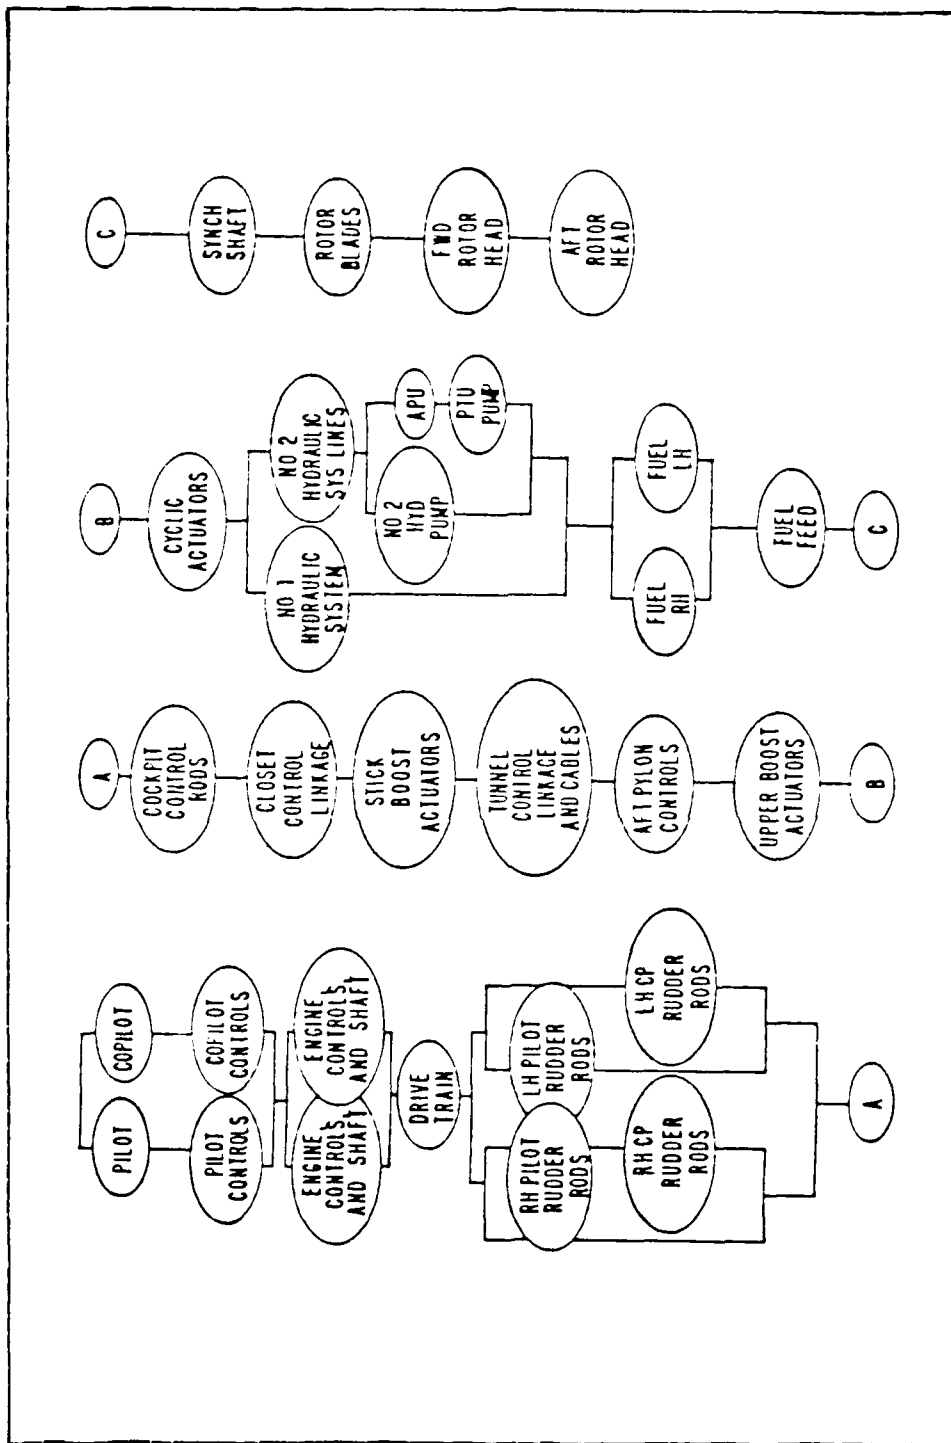 PILOT
COPILOT
PILOT
CONTROLS
COPILOT
CONTROLS
ENGINE
CONTROLS
AND SHAFT
ENGINE
CONTROLS
AND SHAFT
DRIVE
TRAIN
RH PILOT
RUDDER
RODS
LH PILOT
RUDDER
RODS
RH CP
RUDDER
RODS
LH CP
RUDDER
RODS
A
A
COCKPIT
CONTROL
RODS
CLOSET
CONTROL
LINKAGE
STICK
BOOST
ACTUATORS
TUNNEL
CONTROL
LINKAGE
AND CABLES
AFT PYLON
CONTROLS
UPPER BOOST
ACTUATORS
B
B
CYCLIC
ACTUATORS
NO 1
HYDRAULIC
SYSTEM
NO 2
HYDRAULIC
SYS LINES
NO 2
HYD
PUMP
APU
PTU
PUMP
FUEL
RH
FUEL
LH
FUEL
FEED
C
C
SYNCH
SHAFT
ROTOR
BLADES
FWD
ROTOR
HEAD
AFT
ROTOR
HEAD